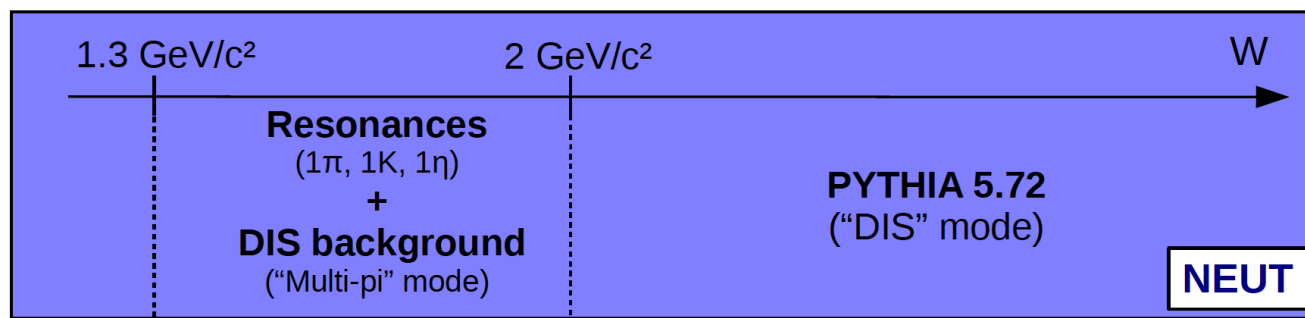 1.3 GeV/c² 2 GeV/c² W
Resonances
(1π, 1K, 1η)
+
DIS background
(“Multi-pi” mode)
PYTHIA 5.72
(“DIS” mode)
NEUT